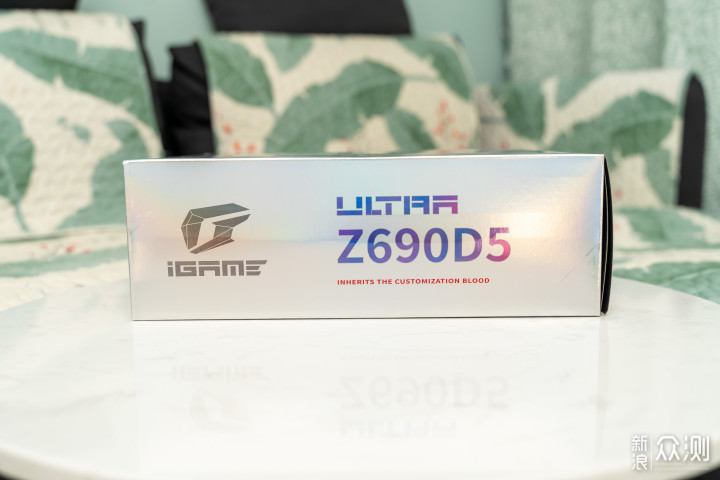 iGAME
ULTRA
Z690D5
INHERITS THE CUSTOMIZATION BLOOD
新浪
众测